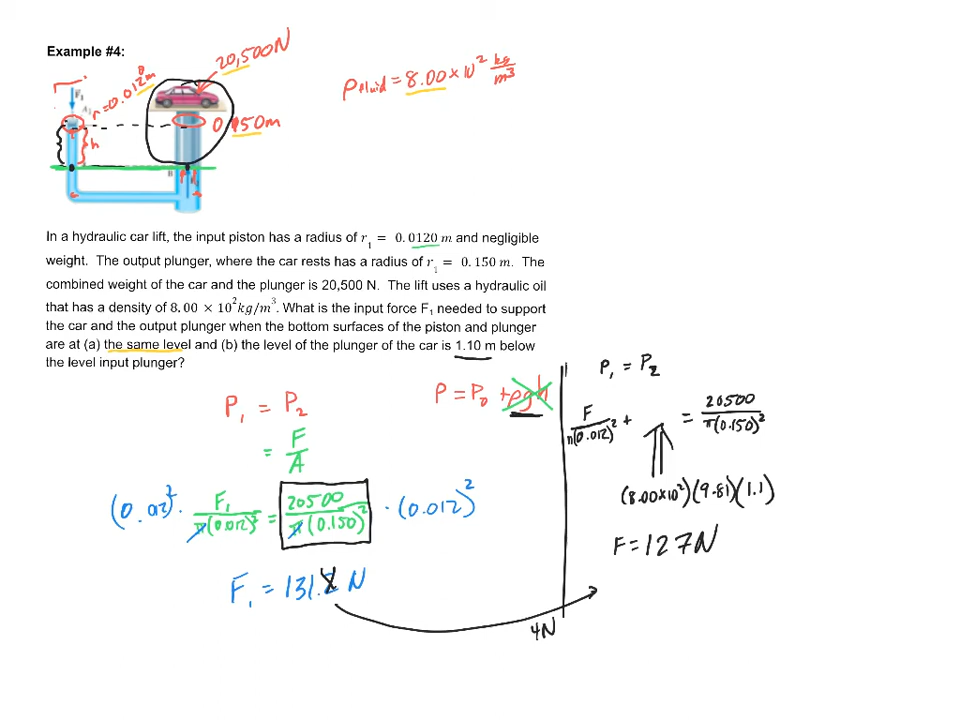 Example #4:
20,500N
ρfluid = 8.00 × 10² kg/m³
r=0.0120m
F₁
A₁
0.150m
h
B
In a hydraulic car lift, the input piston has a radius of r₁ = 0.0120 m and negligible
weight. The output plunger, where the car rests has a radius of r₁ = 0.150 m. The
combined weight of the car and the plunger is 20,500 N. The lift uses a hydraulic oil
that has a density of 8.00 × 10²kg/m³. What is the input force F₁ needed to support
the car and the output plunger when the bottom surfaces of the piston and plunger
are at (a) the same level and (b) the level of the plunger of the car is 1.10 m below
the level input plunger?
P₁ = P₂
P = P₀ + ρgh
= F/A
(0.012)² · F₁/π(0.012)² = 20500/π(0.150)² · (0.012)²
F₁ = 131.2 N
4N
P₁ = P₂
F/π(0.012)² + = 20500/π(0.150)²
(8.00×10²)(9.81)(1.1)
F = 127N